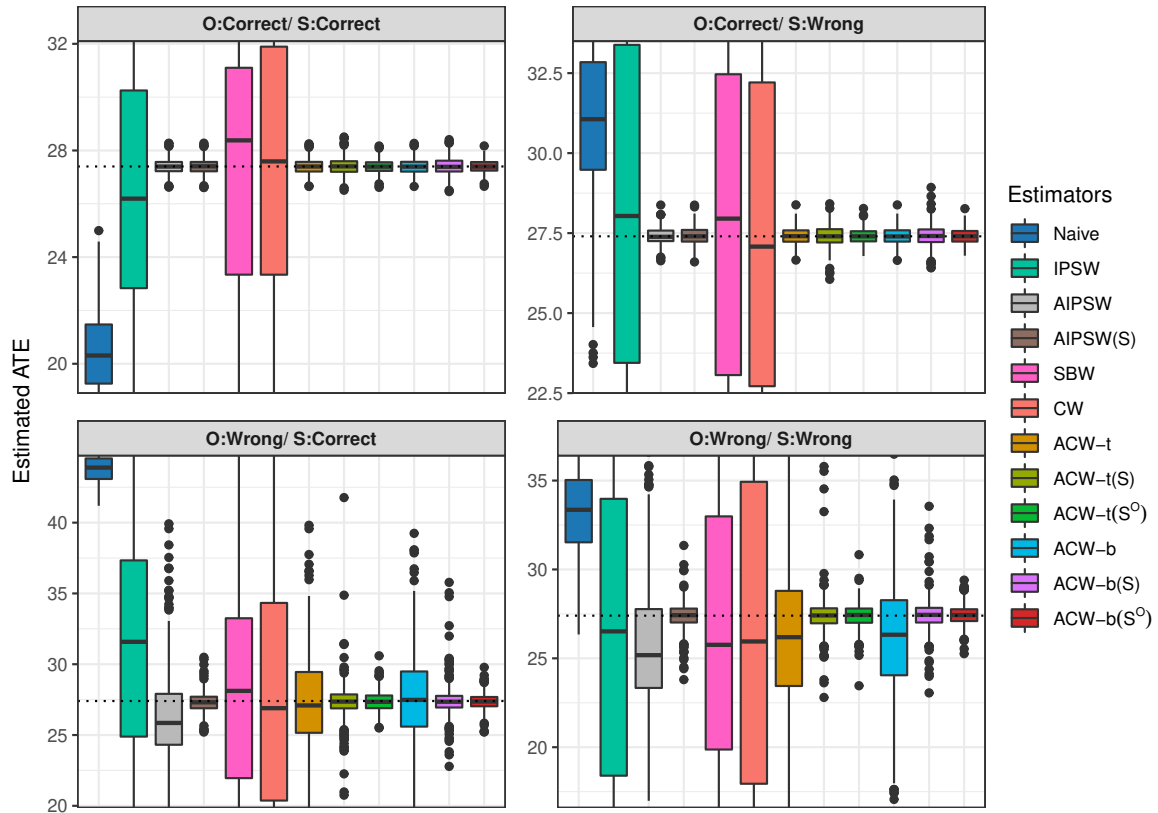 O:Correct/ S:Correct
O:Correct/ S:Wrong
32
28
24
20
32.5
30.0
27.5
25.0
22.5
Estimated ATE
O:Wrong/ S:Correct
O:Wrong/ S:Wrong
40
35
30
25
20
35
30
25
20
Estimators
Naive
IPSW
AIPSW
AIPSW(S)
SBW
CW
ACW−t
ACW−t(S)
ACW−t(S^O)
ACW−b
ACW−b(S)
ACW−b(S^O)